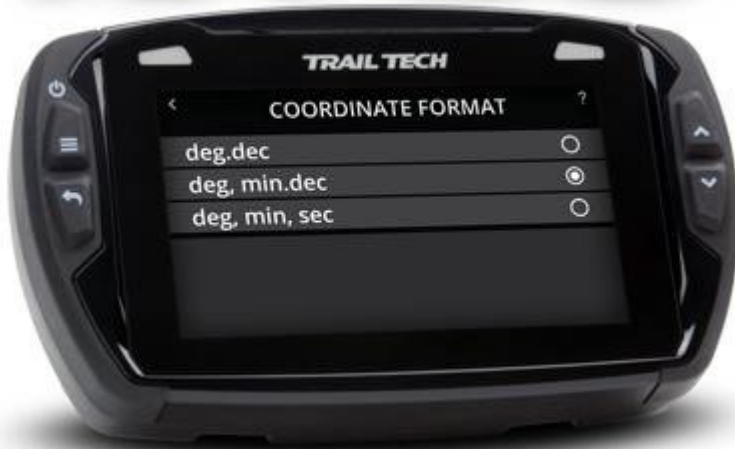 TRAIL TECH
< COORDINATE FORMAT ?
deg.dec
deg, min.dec
deg, min, sec